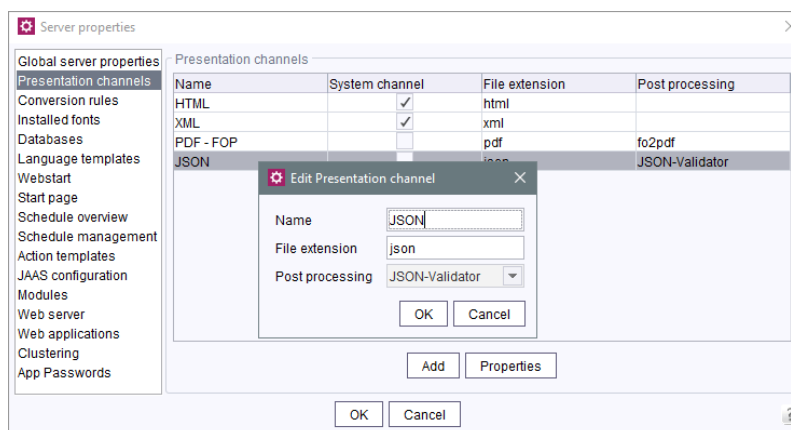 Server properties
Global server properties
Presentation channels
Conversion rules
Installed fonts
Databases
Language templates
Webstart
Start page
Schedule overview
Schedule management
Action templates
JAAS configuration
Modules
Web server
Web applications
Clustering
App Passwords
Presentation channels
Name System channel File extension Post processing
HTML html
XML xml
PDF - FOP pdf fo2pdf
JSON json JSON-Validator
Edit Presentation channel
Name JSON
File extension json
Post processing JSON-Validator
OK Cancel
Add Properties
OK Cancel
?